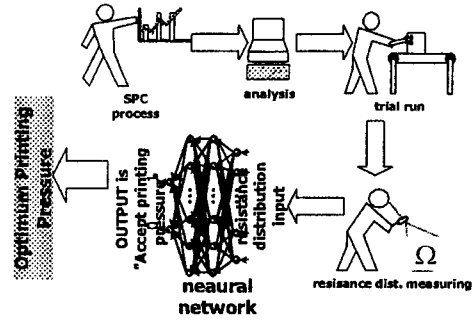 SPC
process
analysis
trial run
Ω
resisance dist. measuring
resistance
distribution
input
neaural
network
OUTPUT is
"Accept printing
pressure
Optimum Printing
Pressure